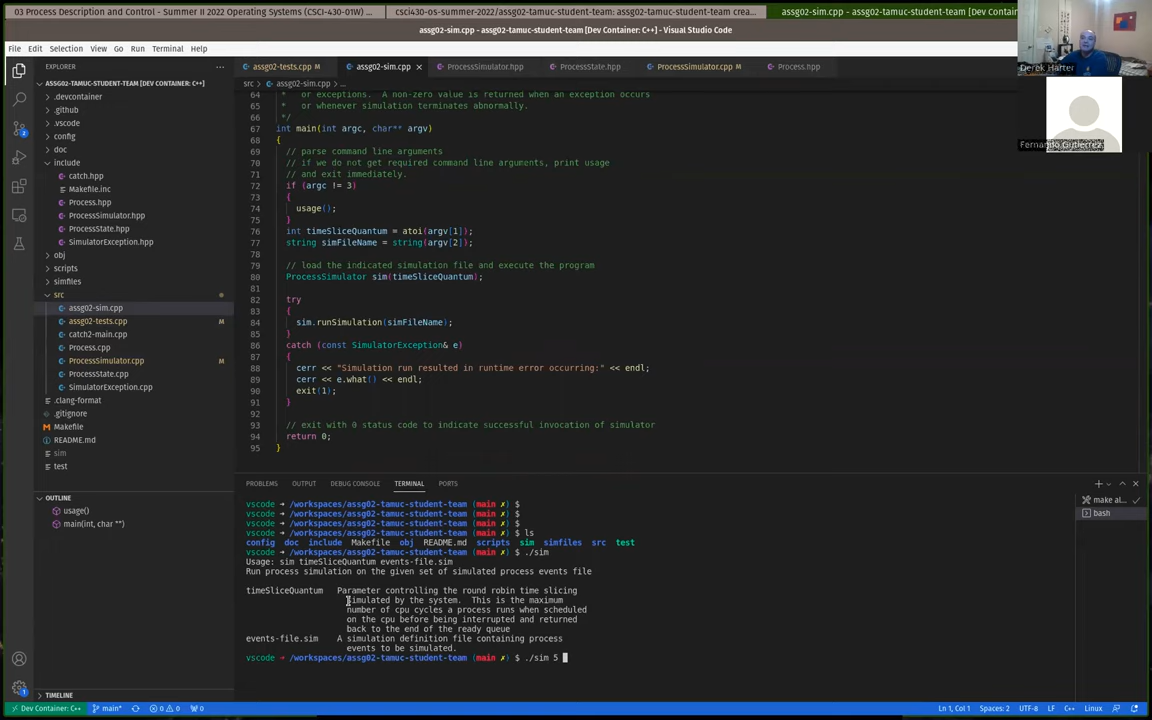 03 Process Description and Control - Summer II 2022 Operating Systems (CSCI-430-01W) ...
csci430-os-summer-2022/assg02-tamuc-student-team: assg02-tamuc-student-team crea...
assg02-sim.cpp - assg02-tamuc-student-team [Dev Contain
assg02-sim.cpp - assg02-tamuc-student-team [Dev Container: C++] - Visual Studio Code
File Edit Selection View Go Run Terminal Help
EXPLORER ...
assg02-tests.cpp M
assg02-sim.cpp ×
ProcessSimulator.hpp
ProcessState.hpp
ProcessSimulator.cpp M
Process.hpp
Derek Harter
Fernando Gutierrez
ASSG02-TAMUC-STUDENT-TEAM [DEV CONTAINER: C++]
.devcontainer
.github
.vscode
config
doc
include
catch.hpp
Makefile.inc
Process.hpp
ProcessSimulator.hpp
ProcessState.hpp
SimulatorException.hpp
obj
scripts
simfiles
src
assg02-sim.cpp
assg02-tests.cpp M
catch2-main.cpp
Process.cpp
ProcessSimulator.cpp M
ProcessState.cpp
SimulatorException.cpp
.clang-format
.gitignore
Makefile
README.md
sim
test
OUTLINE
usage()
main(int, char **)
TIMELINE
src > assg02-sim.cpp > ...
64 * or exceptions. A non-zero value is returned when an exception occurs
65 * or whenever simulation terminates abnormally.
66 */
67 int main(int argc, char** argv)
68 {
69 // parse command line arguments
70 // if we do not get required command line arguments, print usage
71 // and exit immediately.
72 if (argc != 3)
73 {
74 usage();
75 }
76 int timeSliceQuantum = atoi(argv[1]);
77 string simFileName = string(argv[2]);
78
79 // load the indicated simulation file and execute the program
80 ProcessSimulator sim(timeSliceQuantum);
81
82 try
83 {
84 sim.runSimulation(simFileName);
85 }
86 catch (const SimulatorException& e)
87 {
88 cerr << "Simulation run resulted in runtime error occurring:" << endl;
89 cerr << e.what() << endl;
90 exit(1);
91 }
92
93 // exit with 0 status code to indicate successful invocation of simulator
94 return 0;
95 }
PROBLEMS OUTPUT DEBUG CONSOLE TERMINAL PORTS
make al...
bash
vscode → /workspaces/assg02-tamuc-student-team (main ✗) $
vscode → /workspaces/assg02-tamuc-student-team (main ✗) $
vscode → /workspaces/assg02-tamuc-student-team (main ✗) $
vscode → /workspaces/assg02-tamuc-student-team (main ✗) $ ls
config doc include Makefile obj README.md scripts sim simfiles src test
vscode → /workspaces/assg02-tamuc-student-team (main ✗) $ ./sim
Usage: sim timeSliceQuantum events-file.sim
Run process simulation on the given set of simulated process events file
timeSliceQuantum Parameter controlling the round robin time slicing
simulated by the system. This is the maximum
number of cpu cycles a process runs when scheduled
on the cpu before being interrupted and returned
back to the end of the ready queue
events-file.sim A simulation definition file containing process
events to be simulated.
vscode → /workspaces/assg02-tamuc-student-team (main ✗) $ ./sim 5
Dev Container: C++ main* 0 0 0
Ln 1, Col 1 Spaces: 2 UTF-8 LF C++ Linux